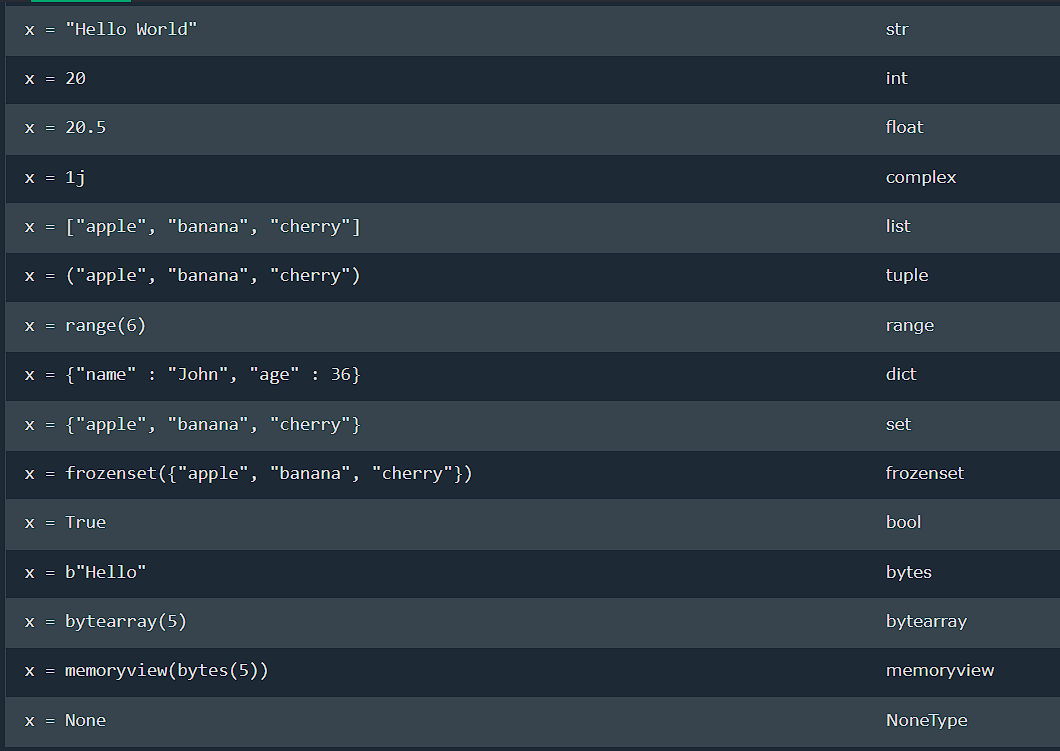 x = "Hello World" str
x = 20 int
x = 20.5 float
x = 1j complex
x = ["apple", "banana", "cherry"] list
x = ("apple", "banana", "cherry") tuple
x = range(6) range
x = {"name" : "John", "age" : 36} dict
x = {"apple", "banana", "cherry"} set
x = frozenset({"apple", "banana", "cherry"}) frozenset
x = True bool
x = b"Hello" bytes
x = bytearray(5) bytearray
x = memoryview(bytes(5)) memoryview
x = None NoneType